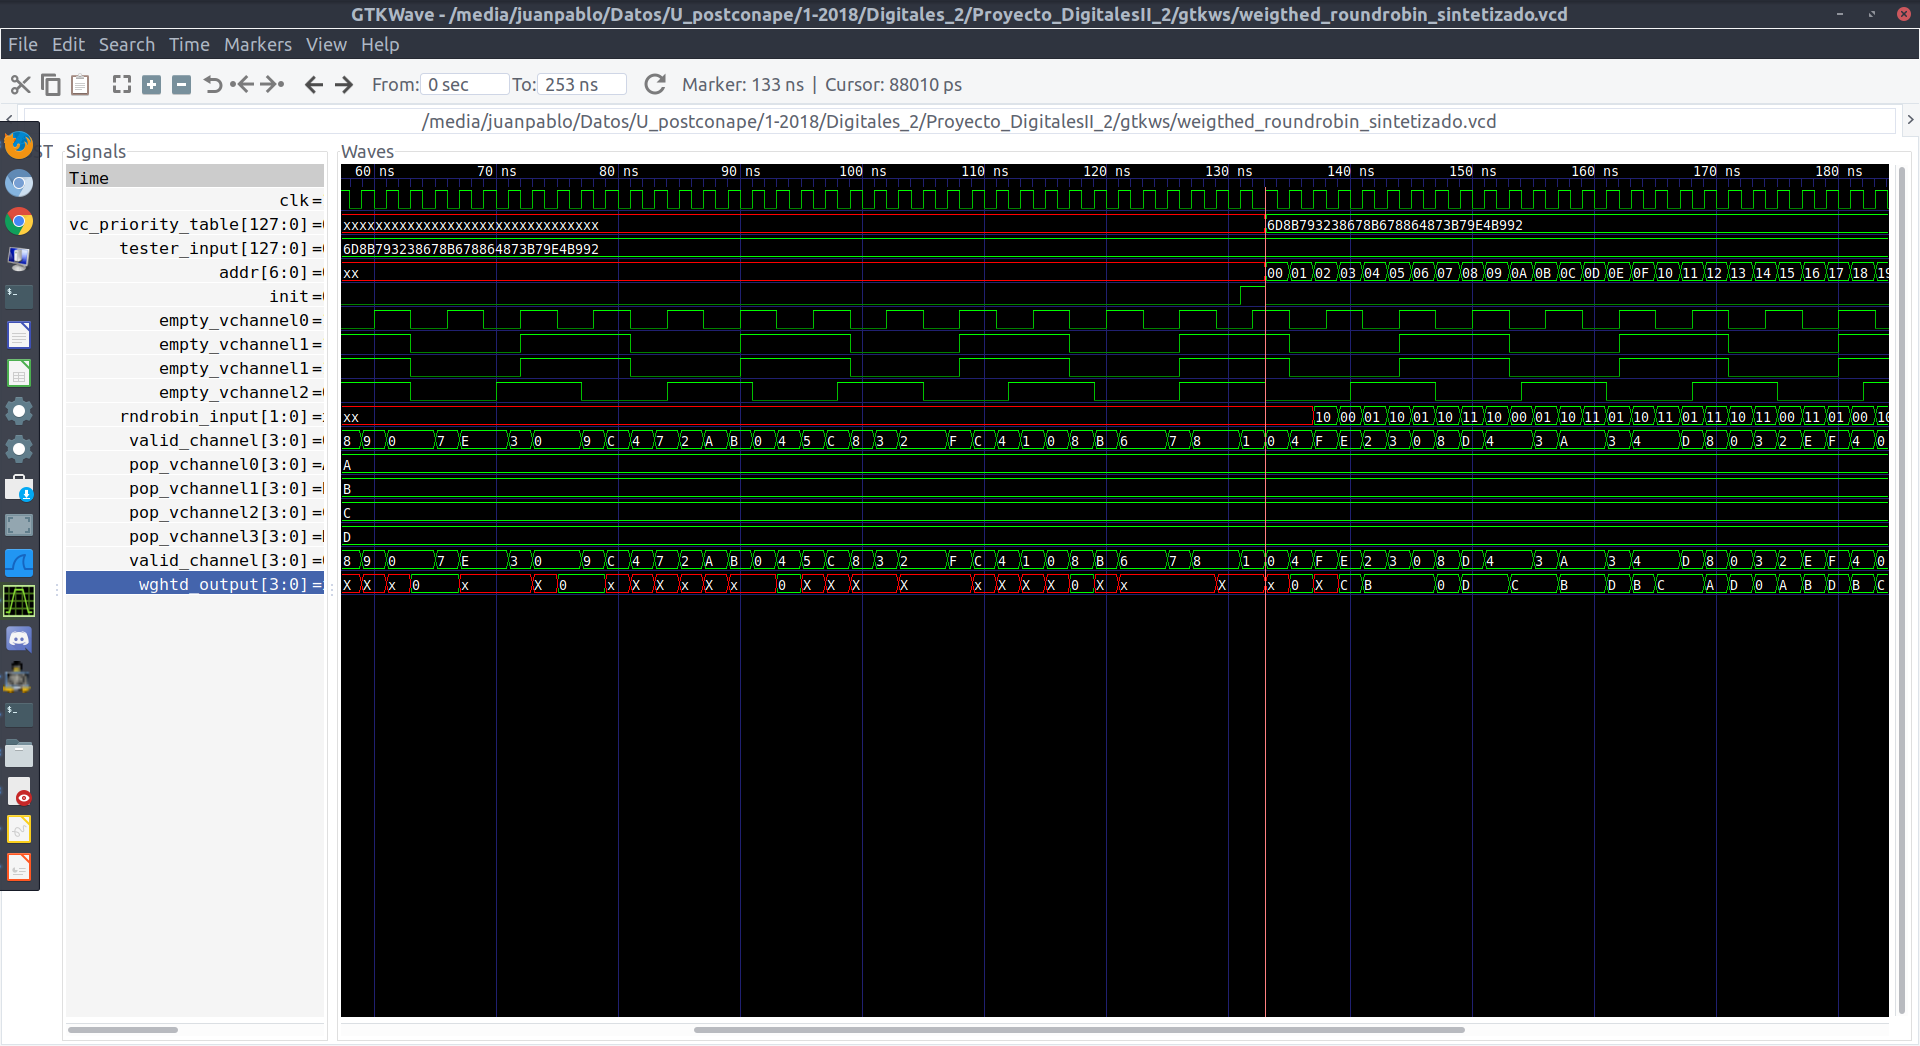 GTKWave - /media/juanpablo/Datos/U_postconape/1-2018/Digitales_2/Proyecto_DigitalesII_2/gtkws/weigthed_roundrobin_sintetizado.vcd
File Edit Search Time Markers View Help
From: 0 sec To: 253 ns Marker: 133 ns | Cursor: 88010 ps
/media/juanpablo/Datos/U_postconape/1-2018/Digitales_2/Proyecto_DigitalesII_2/gtkws/weigthed_roundrobin_sintetizado.vcd
ST Signals Waves
Time 60 ns 70 ns 80 ns 90 ns 100 ns 110 ns 120 ns 130 ns 140 ns 150 ns 160 ns 170 ns 180 ns
clk=
vc_priority_table[127:0]= xxxxxxxxxxxxxxxxxxxxxxxxxxxxxxxx 6D8B793238678B678864873B79E4B992
tester_input[127:0]= 6D8B793238678B678864873B79E4B992
addr[6:0]= xx 00 01 02 03 04 05 06 07 08 09 0A 0B 0C 0D 0E 0F 10 11 12 13 14 15 16 17 18 19
init=
empty_vchannel0=
empty_vchannel1=
empty_vchannel1=
empty_vchannel2=
rndrobin_input[1:0]= xx 10 00 01 10 01 10 11 10 00 01 10 11 01 10 11 01 11 10 11 00 11 01 00 10
valid_channel[3:0]= 8 9 0 7 E 3 0 9 C 4 7 2 A B 0 4 5 C 8 3 2 F C 4 1 0 8 B 6 7 8 1 0 4 F E 2 3 0 8 D 4 3 A 3 4 D 8 0 3 2 E F 4 0
pop_vchannel0[3:0]= A
pop_vchannel1[3:0]= B
pop_vchannel2[3:0]= C
pop_vchannel3[3:0]= D
valid_channel[3:0]= 8 9 0 7 E 3 0 9 C 4 7 2 A B 0 4 5 C 8 3 2 F C 4 1 0 8 B 6 7 8 1 0 4 F E 2 3 0 8 D 4 3 A 3 4 D 8 0 3 2 E F 4 0
wghtd_output[3:0]= X X x 0 x X 0 x X X x X x 0 X X X X x X X X 0 X x X x 0 X C B 0 D C B D B C A D 0 A B D B C